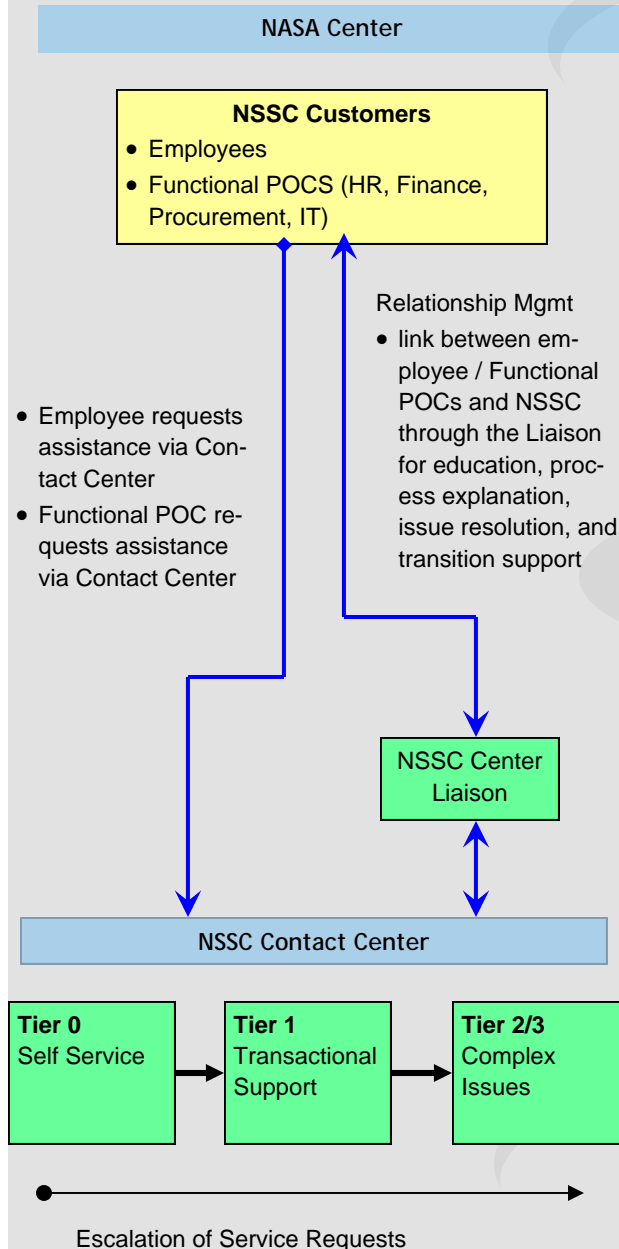 NASA Center
NSSC Customers
• Employees
• Functional POCS (HR, Finance,
Procurement, IT)
Relationship Mgmt
• link between em-
ployee / Functional
POCs and NSSC
through the Liaison
for education, proc-
ess explanation,
issue resolution, and
transition support
• Employee requests
assistance via Con-
tact Center
• Functional POC re-
quests assistance
via Contact Center
NSSC Center
Liaison
NSSC Contact Center
Tier 0
Self Service
Tier 1
Transactional
Support
Tier 2/3
Complex
Issues
Escalation of Service Requests